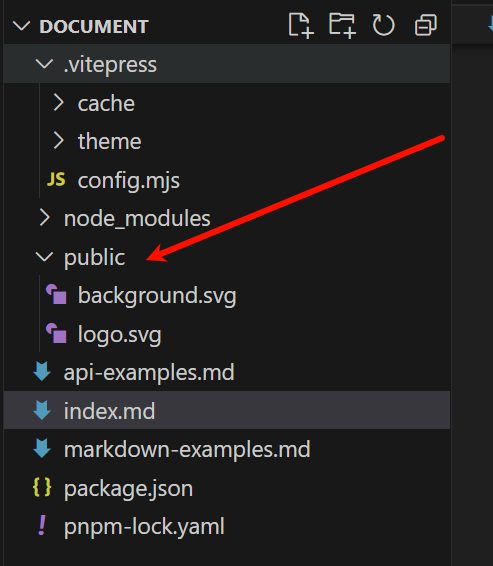 DOCUMENT
.vitepress
cache
theme
JS config.mjs
node_modules
public
background.svg
logo.svg
api-examples.md
index.md
markdown-examples.md
{} package.json
! pnpm-lock.yaml